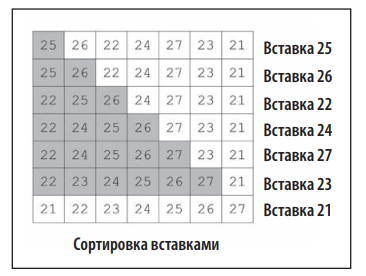 25 26 22 24 27 23 21 Вставка 25
25 26 22 24 27 23 21 Вставка 26
22 25 26 24 27 23 21 Вставка 22
22 24 25 26 27 23 21 Вставка 24
22 24 25 26 27 23 21 Вставка 27
22 23 24 25 26 27 21 Вставка 23
21 22 23 24 25 26 27 Вставка 21
Сортировка вставками